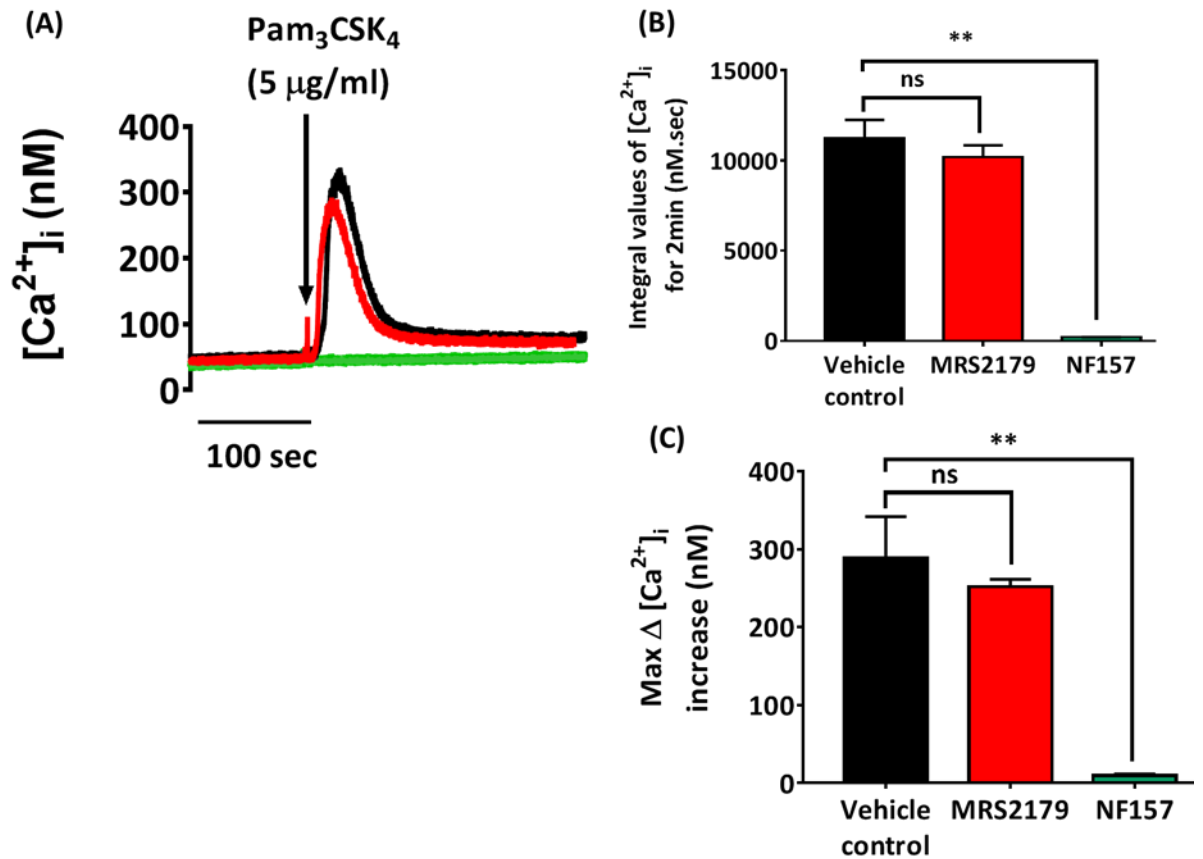 (A)
Pam₃CSK₄
(5 μg/ml)
[Ca²⁺]ᵢ (nM)
400
300
200
100
0
100 sec
(B)
**
ns
Integral values of [Ca²⁺]ᵢ
for 2min (nM.sec)
15000
10000
5000
0
Vehicle
control
MRS2179
NF157
(C)
**
ns
Max Δ [Ca²⁺]ᵢ
increase (nM)
400
300
200
100
0
Vehicle
control
MRS2179
NF157